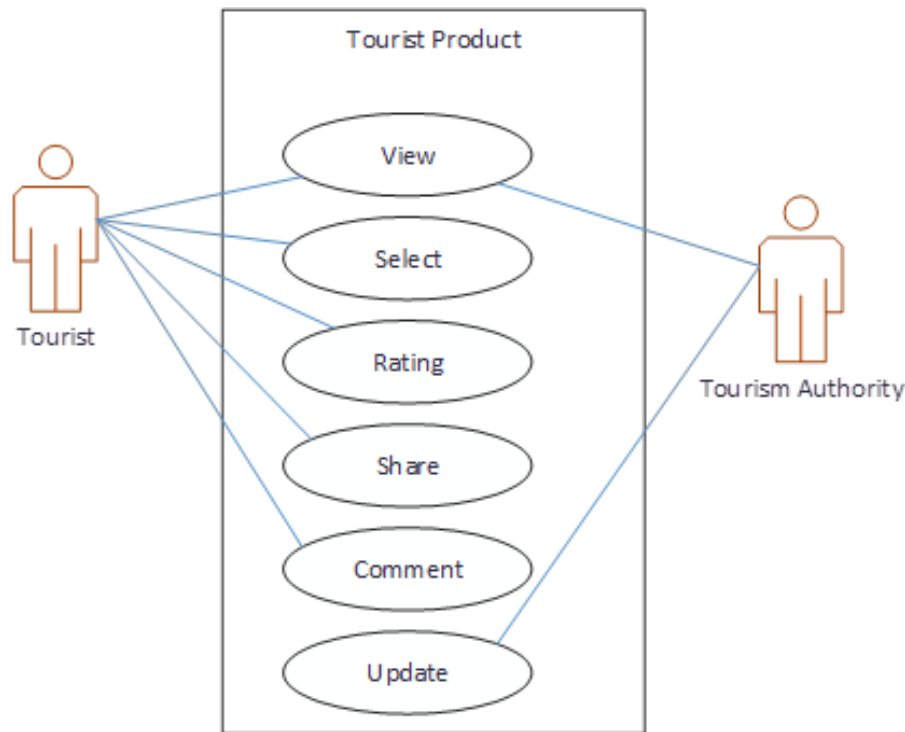 Tourist Product
View
Select
Rating
Share
Comment
Update
Tourist
Tourism Authority